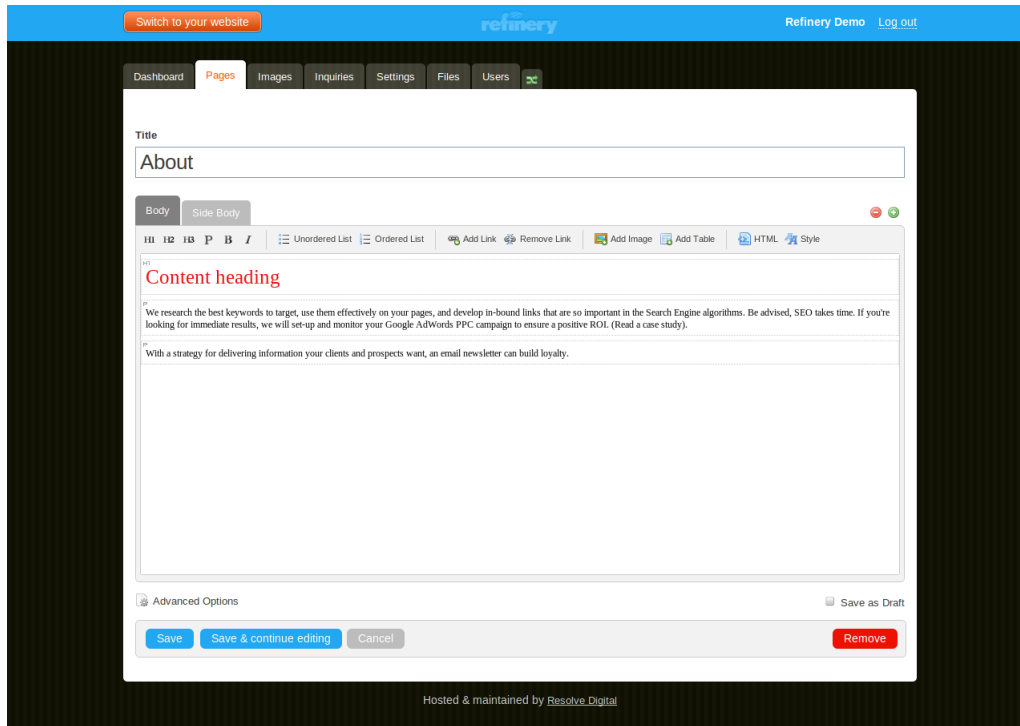 Switch to your website
refinery
Refinery Demo Log out
Dashboard Pages Images Inquiries Settings Files Users
Title
About
Body Side Body
H1 H2 H3 P B I Unordered List Ordered List Add Link Remove Link Add Image Add Table HTML Style
H1
Content heading
P
We research the best keywords to target, use them effectively on your pages, and develop in-bound links that are so important in the Search Engine algorithms. Be advised, SEO takes time. If you're
looking for immediate results, we will set-up and monitor your Google AdWords PPC campaign to ensure a positive ROI. (Read a case study).
P
With a strategy for delivering information your clients and prospects want, an email newsletter can build loyalty.
Advanced Options Save as Draft
Save Save & continue editing Cancel Remove
Hosted & maintained by Resolve Digital